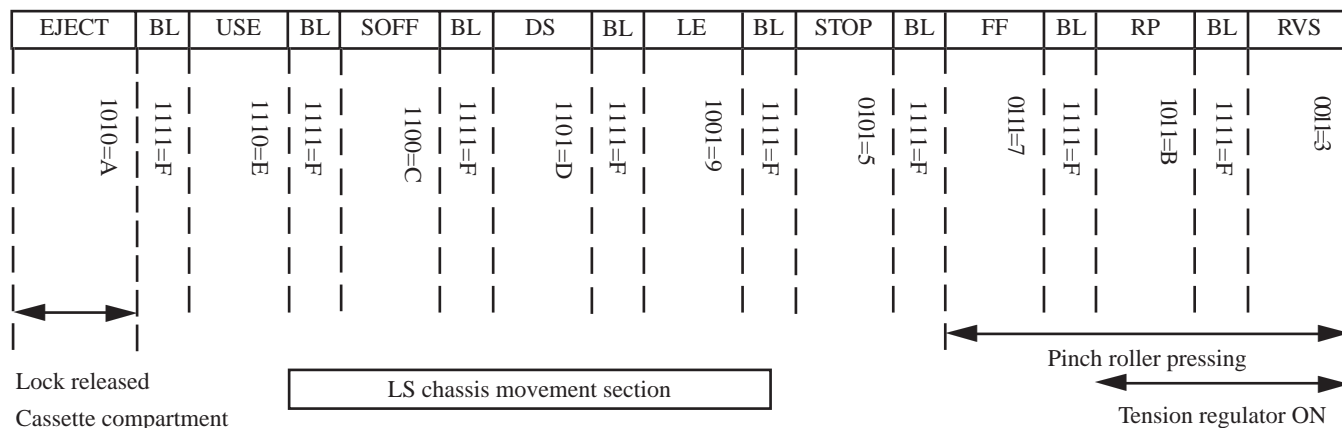 EJECT BL USE BL SOFF BL DS BL LE BL STOP BL FF BL RP BL RVS
1010=A 1111=F 1110=E 1111=F 1100=C 1111=F 1101=D 1111=F 1001=9 1111=F 0101=5 1111=F 0111=7 1111=F 1011=B 1111=F 0011=3
Pinch roller pressing
Lock released
LS chassis movement section
Cassette compartment
Tension regulator ON